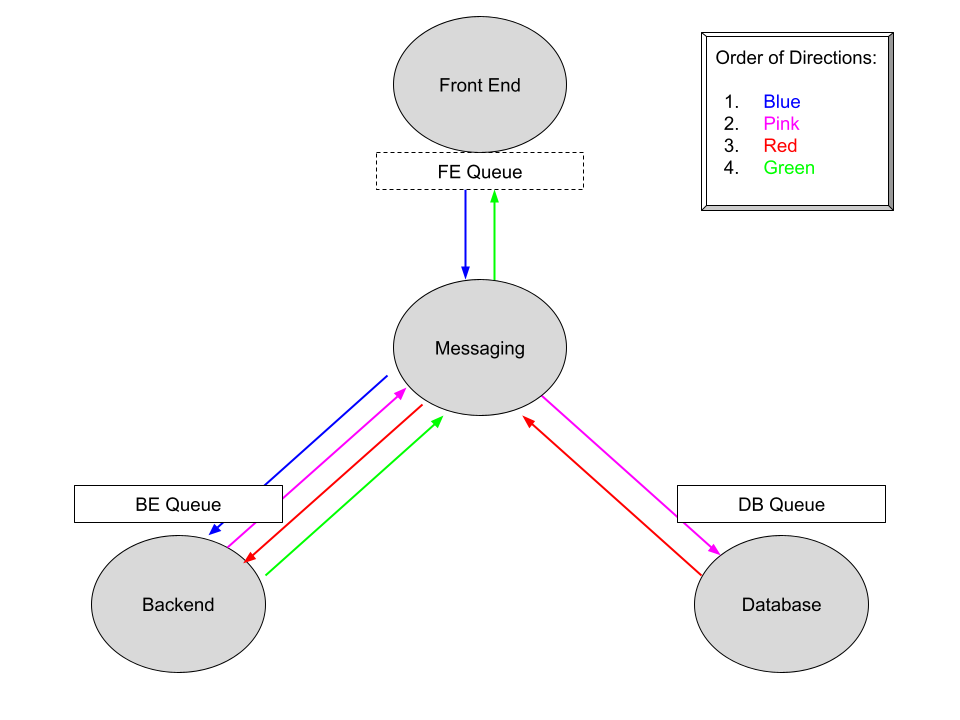 Front End
Order of Directions:
1. Blue
2. Pink
3. Red
4. Green
FE Queue
Messaging
BE Queue
DB Queue
Backend
Database